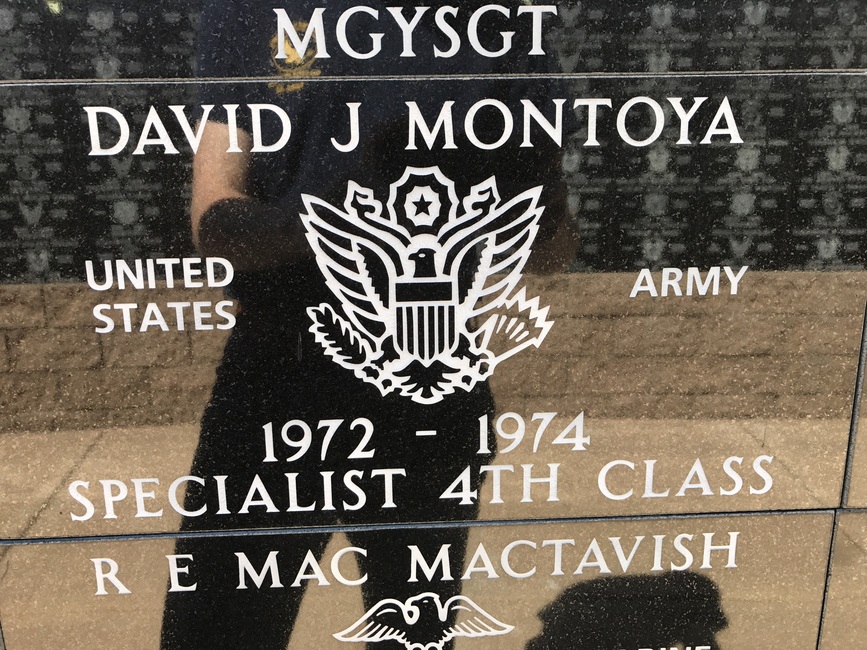 MGYSGT
DAVID J MONTOYA
UNITED STATES
ARMY
1972 - 1974
SPECIALIST 4TH CLASS
R E MAC MACTAVISH